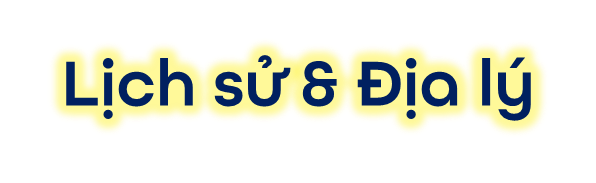 Lịch sử & Địa lý